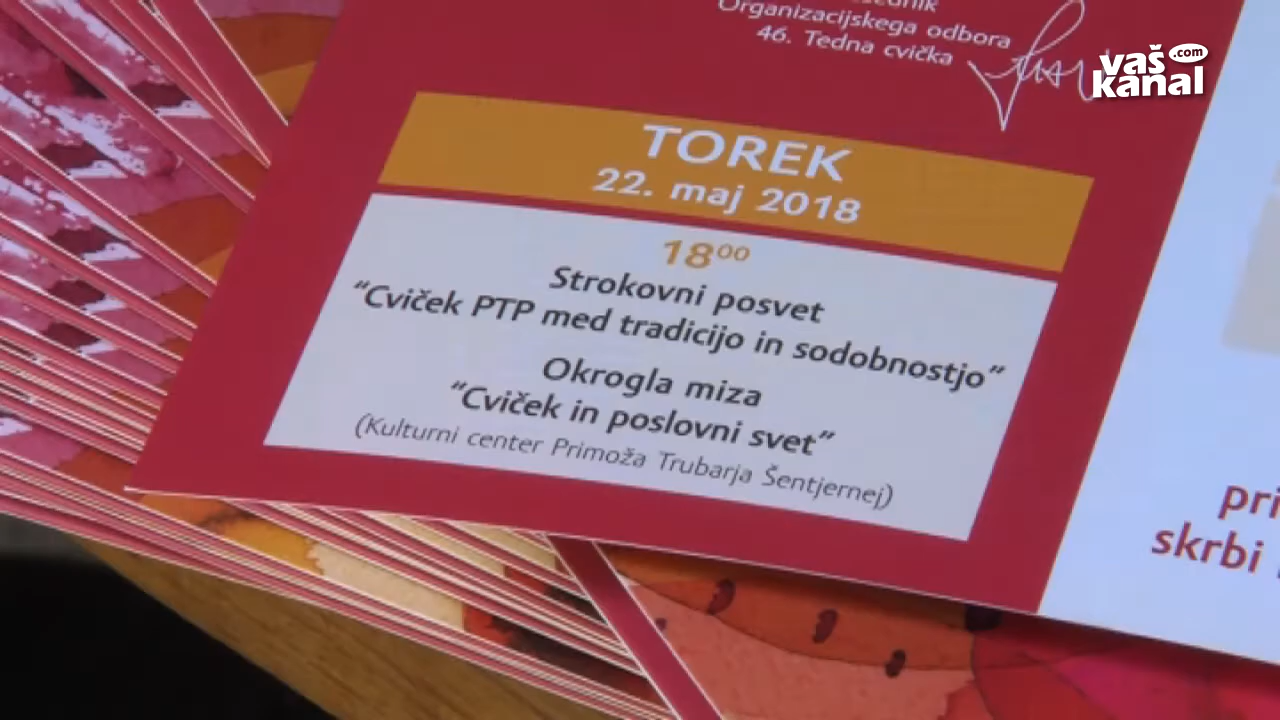 Organizacijskega odbora
46. Tedna cvička
vaš.com
kanal
TOREK
22. maj 2018
18⁰⁰
Strokovni posvet
“Cviček PTP med tradicijo in sodobnostjo”
Okrogla miza
“Cviček in poslovni svet”
(Kulturni center Primoža Trubarja Šentjernej)
skrbi